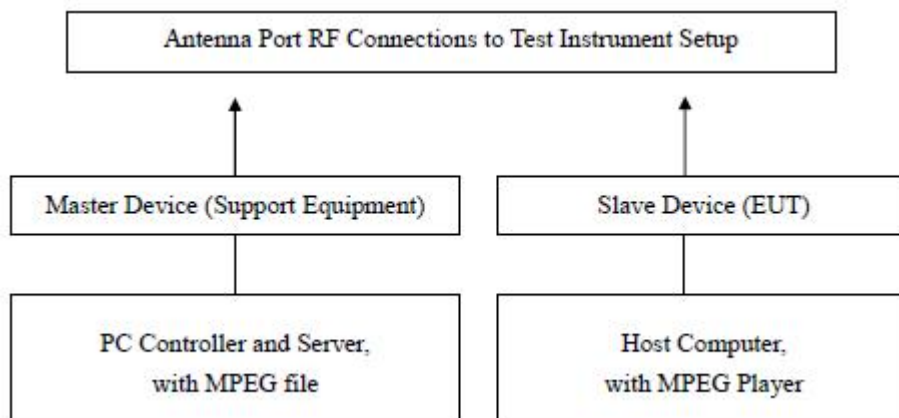 Antenna Port RF Connections to Test Instrument Setup
Master Device (Support Equipment)
Slave Device (EUT)
PC Controller and Server,
with MPEG file
Host Computer,
with MPEG Player